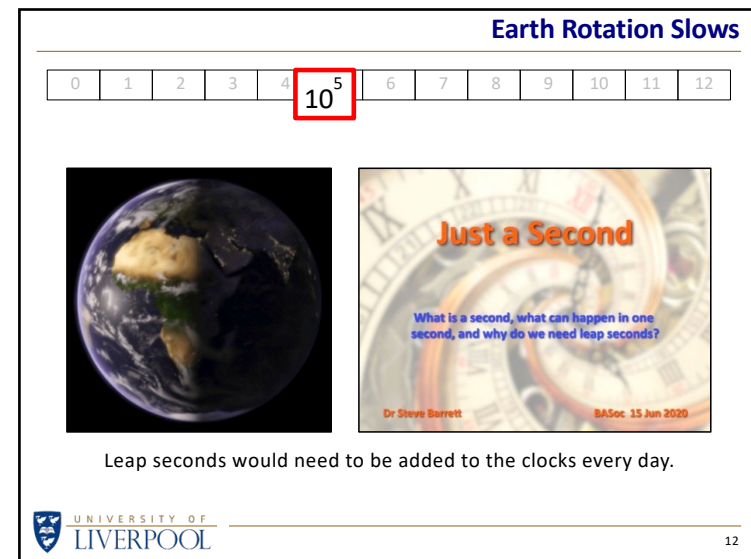 Earth Rotation Slows
0 1 2 3 4 10⁵ 6 7 8 9 10 11 12
Just a Second
What is a second, what can happen in one
second, and why do we need leap seconds?
Dr Steve Barrett BASoc 15 Jun 2020
Leap seconds would need to be added to the clocks every day.
UNIVERSITY OF
LIVERPOOL
12